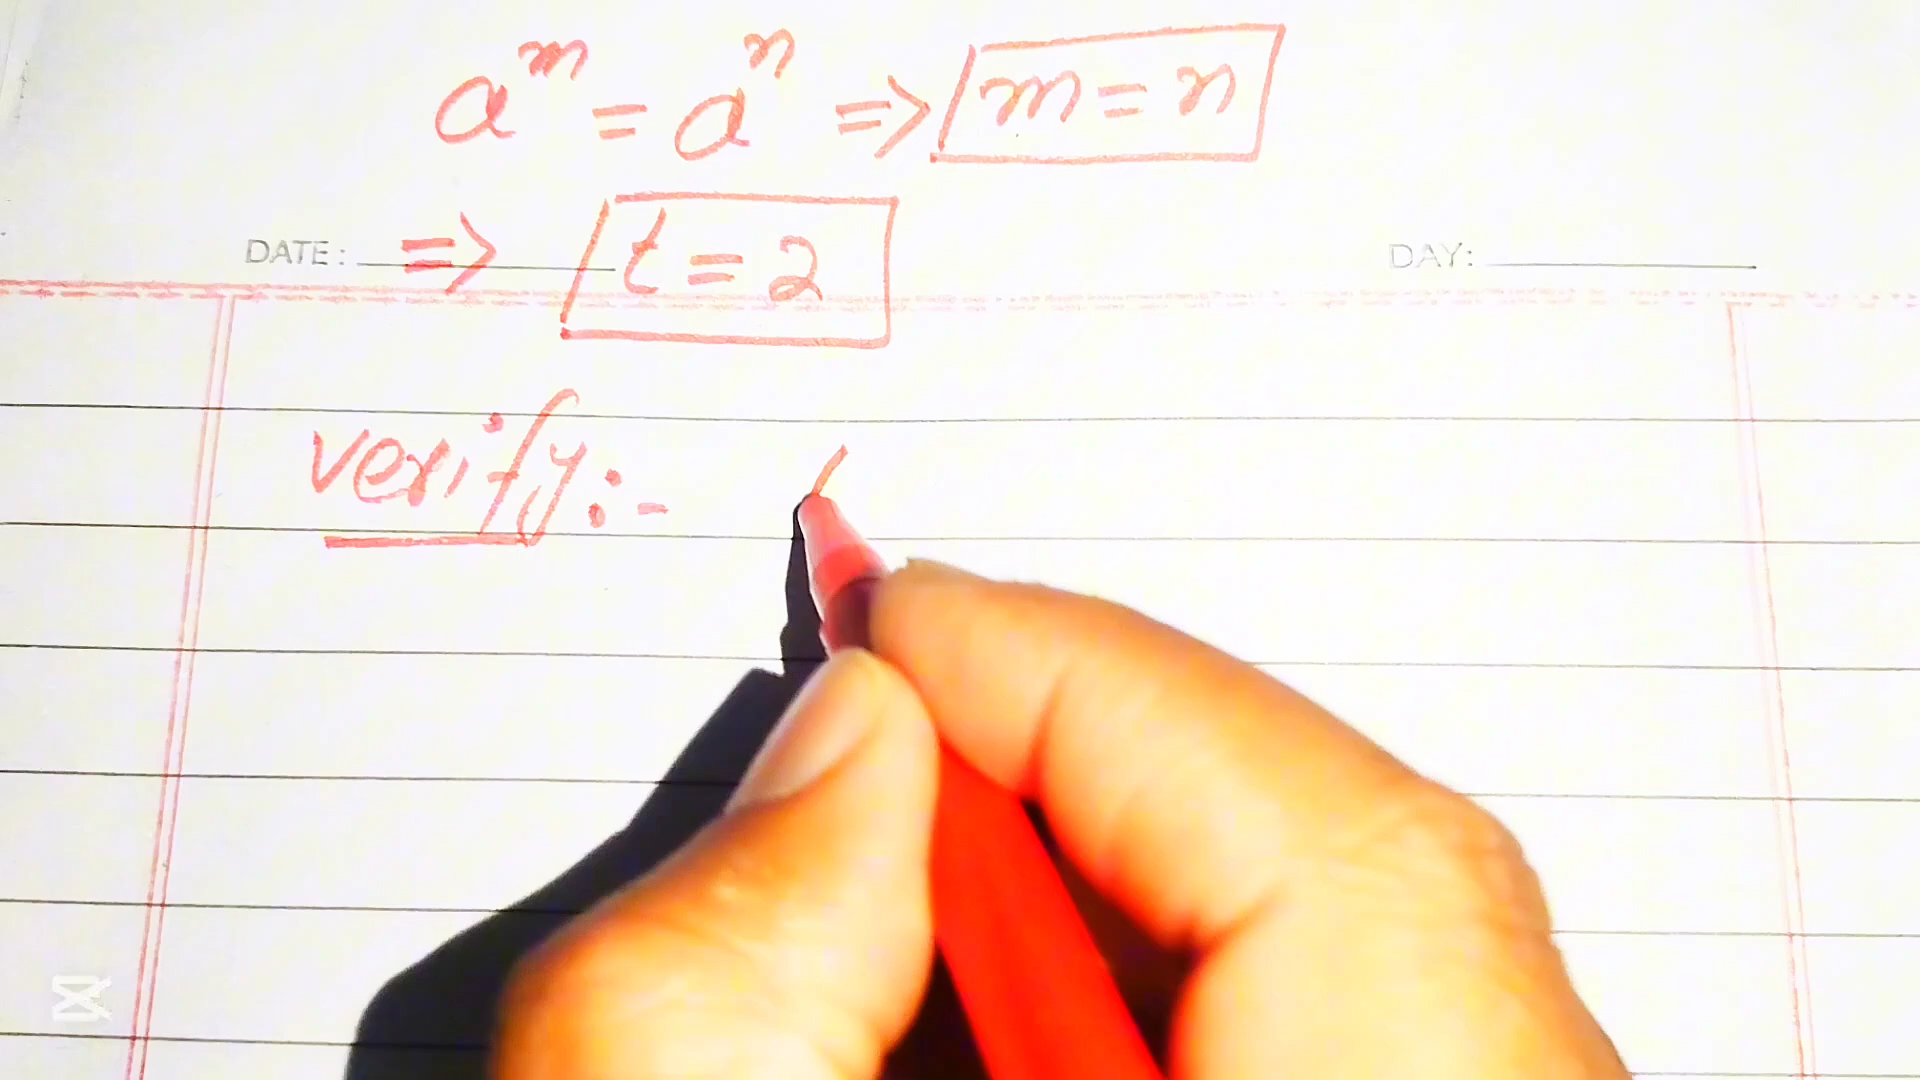 a^m = a^n => m = n
DATE: => t = 2 DAY:
verify:-